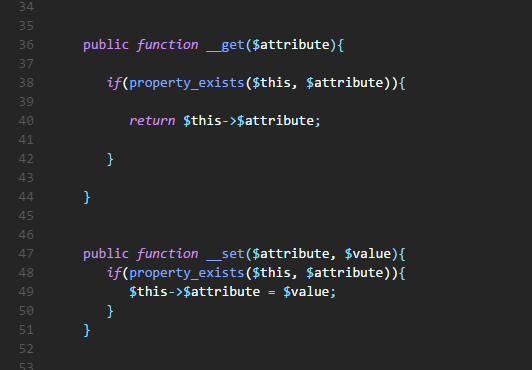 34
35
36 public function __get($attribute){
37
38 if(property_exists($this, $attribute)){
39
40 return $this->$attribute;
41
42 }
43
44 }
45
46
47 public function __set($attribute, $value){
48 if(property_exists($this, $attribute)){
49 $this->$attribute = $value;
50 }
51 }
52
53